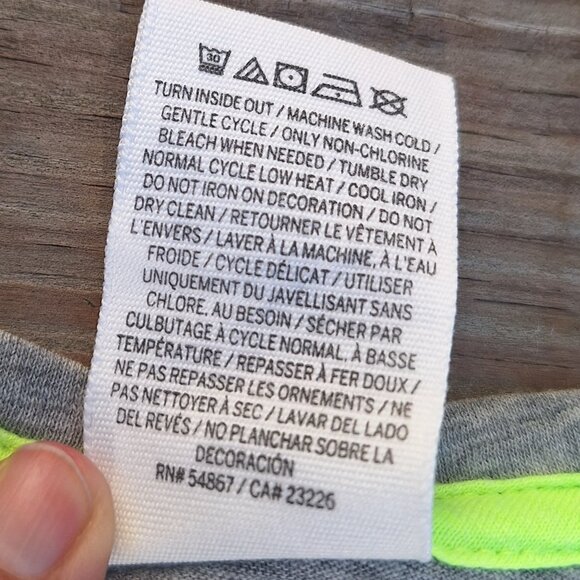 30
TURN INSIDE OUT / MACHINE WASH COLD /
GENTLE CYCLE / ONLY NON-CHLORINE
BLEACH WHEN NEEDED / TUMBLE DRY
NORMAL CYCLE LOW HEAT / COOL IRON /
DO NOT IRON ON DECORATION / DO NOT
DRY CLEAN / RETOURNER LE VÊTEMENT À
L'ENVERS / LAVER À LA MACHINE, À L'EAU
FROIDE / CYCLE DÉLICAT / UTILISER
UNIQUEMENT DU JAVELLISANT SANS
CHLORE, AU BESOIN / SÉCHER PAR
CULBUTAGE À CYCLE NORMAL, À BASSE
TEMPÉRATURE / REPASSER À FER DOUX /
NE PAS REPASSER LES ORNEMENTS / NE
PAS NETTOYER À SEC / LAVAR DEL LADO
DEL REVÉS / NO PLANCHAR SOBRE LA
DECORACIÓN
RN# 54867 / CA# 23226